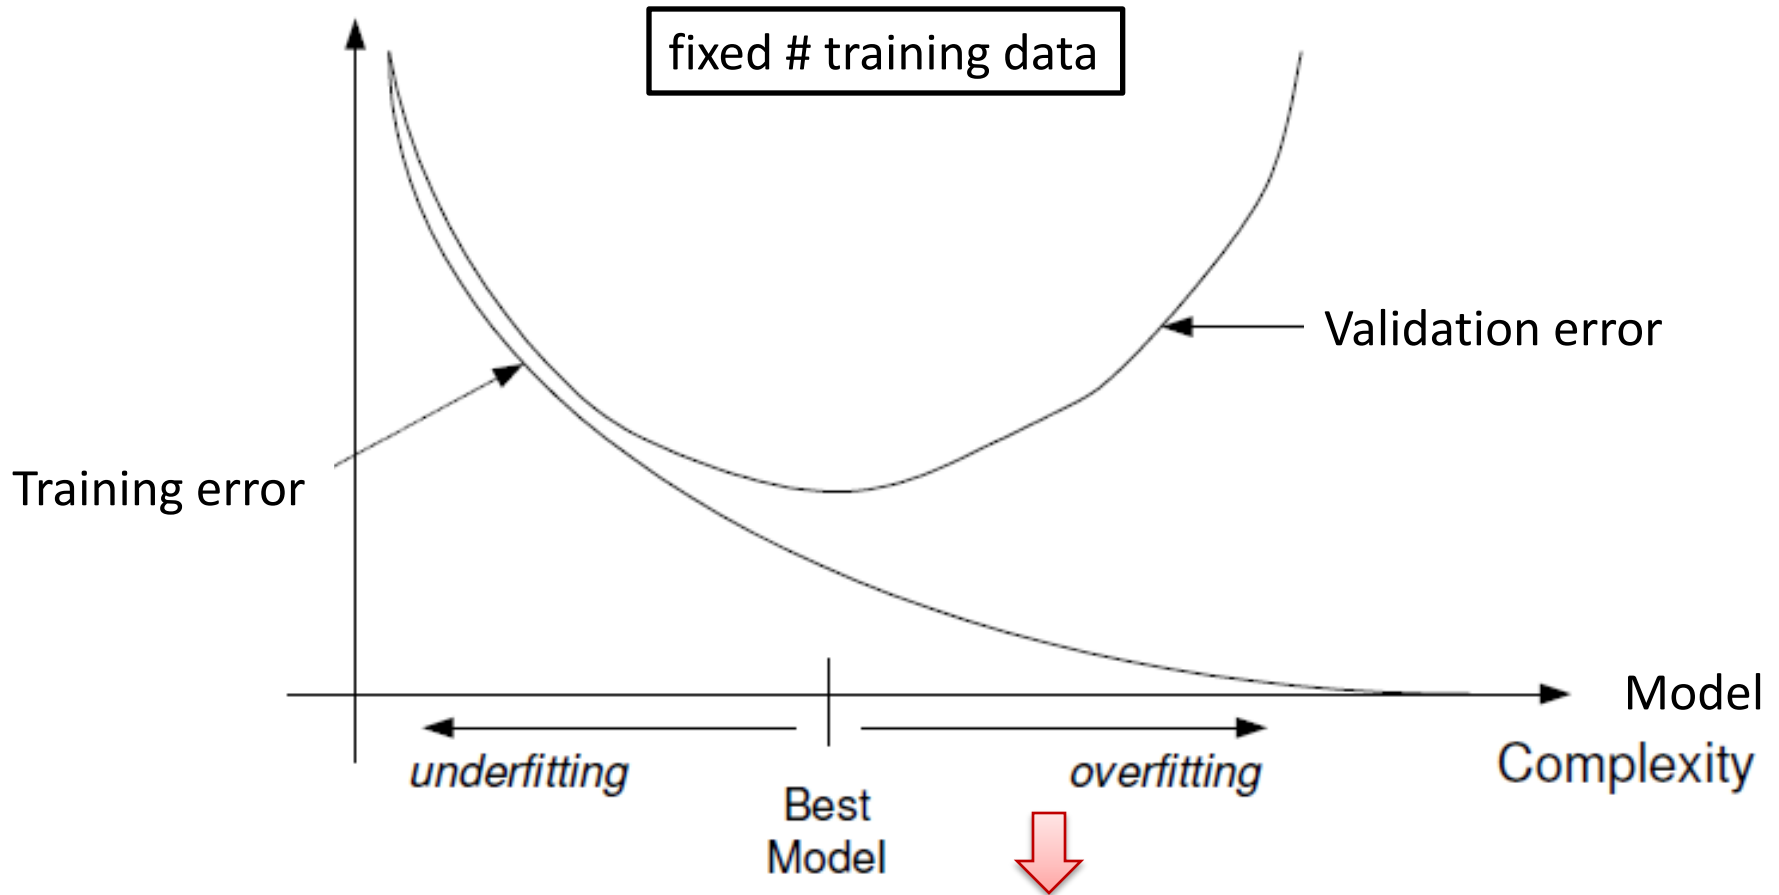 fixed # training data
Validation error
Training error
Model
Complexity
underfitting
overfitting
Best
Model